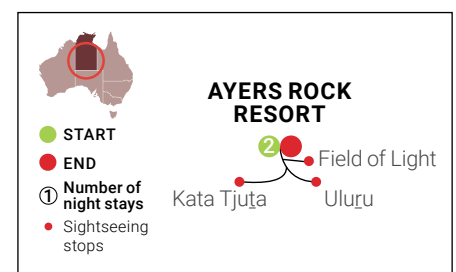 START
END
1 Number of
night stays
Sightseeing
stops
AYERS ROCK
RESORT
2
Field of Light
Kata Tjuṯa
Uluṟu